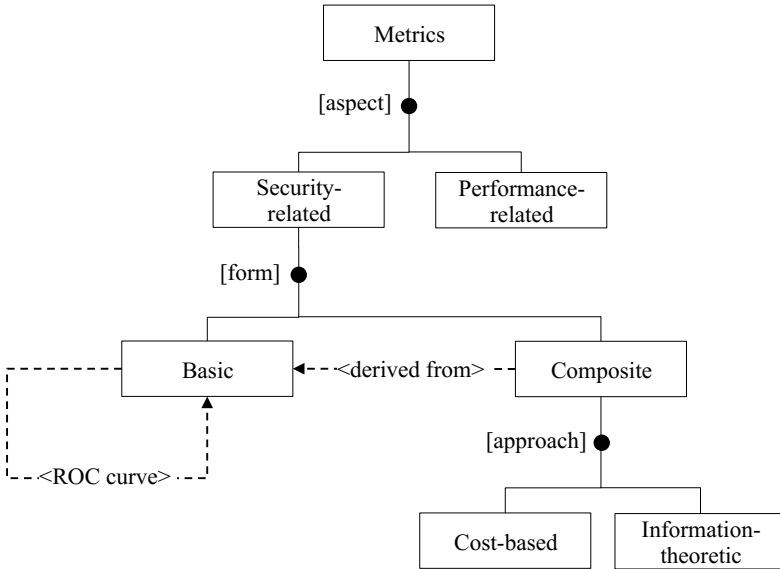 Metrics
[aspect]
Security-
related
Performance-
related
[form]
Basic
<derived from>
Composite
<ROC curve>
[approach]
Cost-based
Information-
theoretic